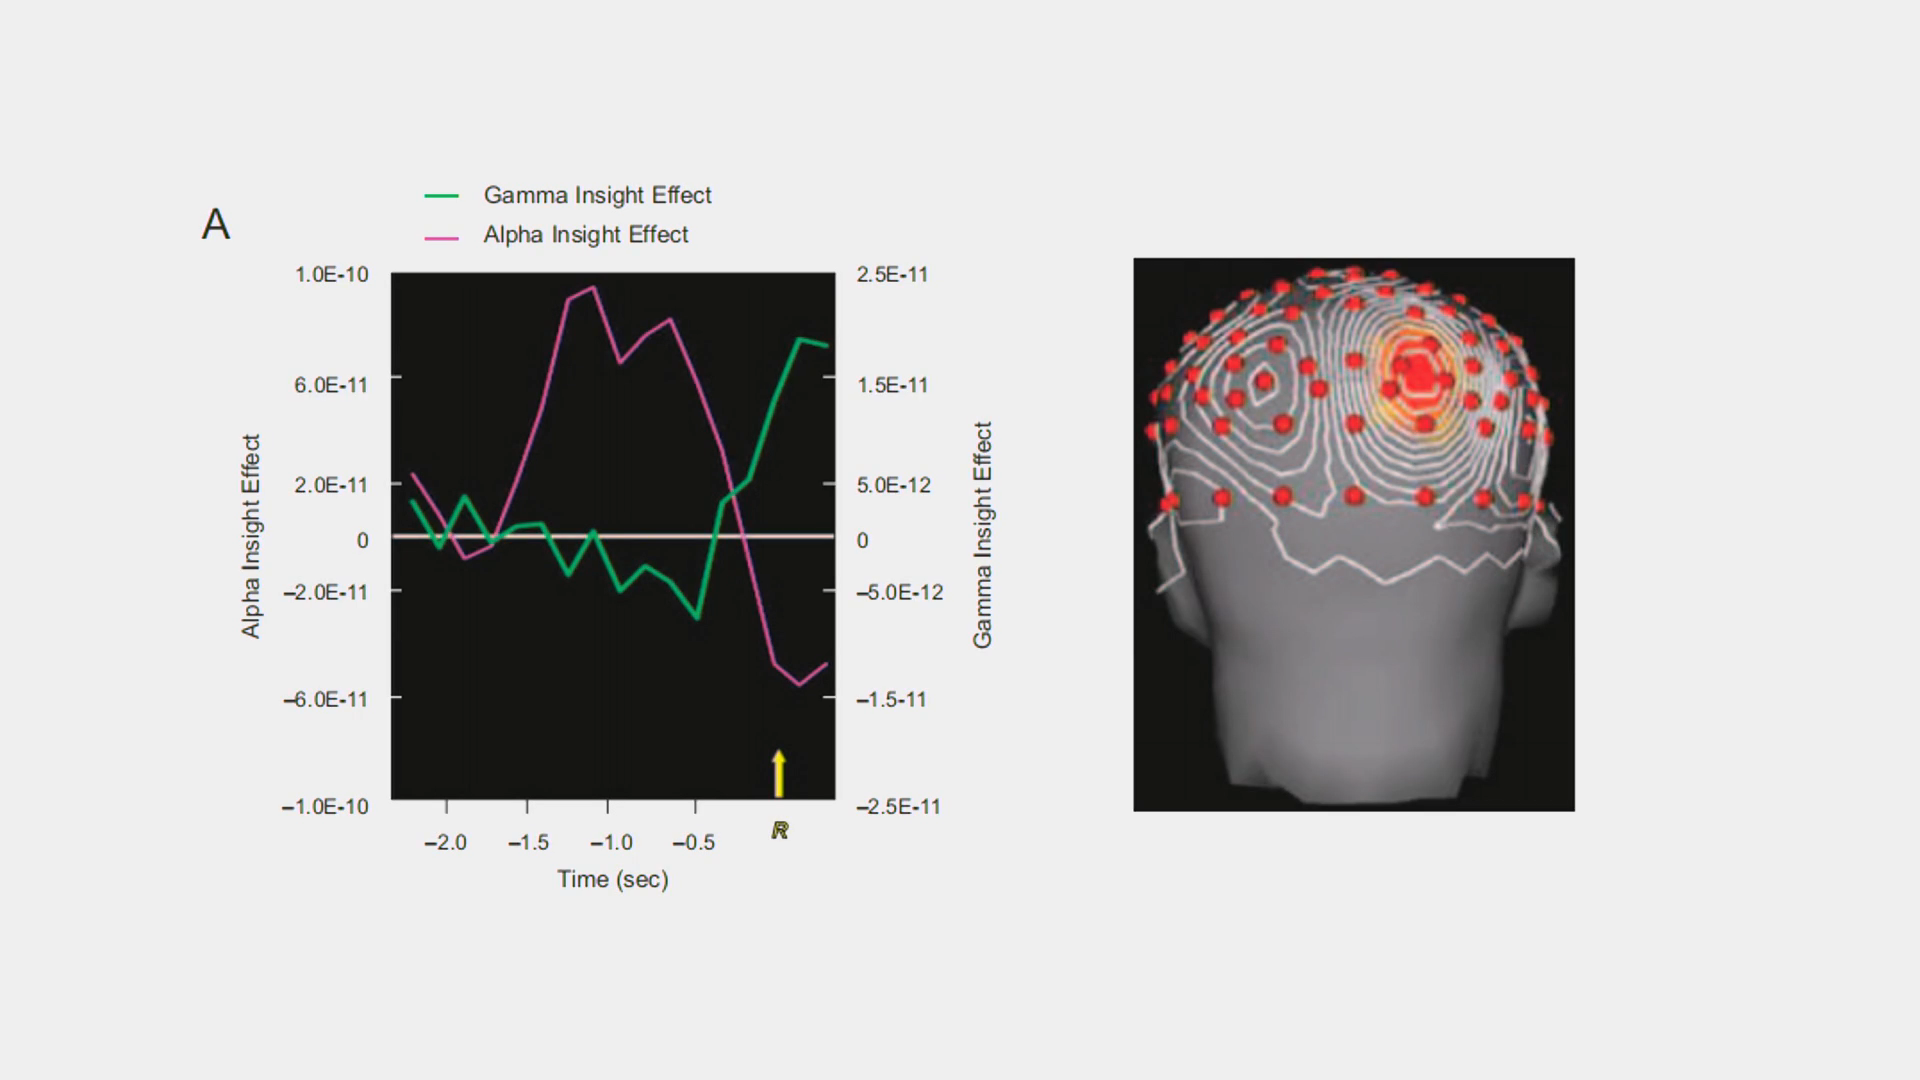 A
Gamma Insight Effect
Alpha Insight Effect
Alpha Insight Effect
1.0E-10
6.0E-11
2.0E-11
0
–2.0E-11
–6.0E-11
–1.0E-10
2.5E-11
1.5E-11
5.0E-12
0
–5.0E-12
–1.5-11
–2.5E-11
Gamma Insight Effect
–2.0 –1.5 –1.0 –0.5 R
Time (sec)